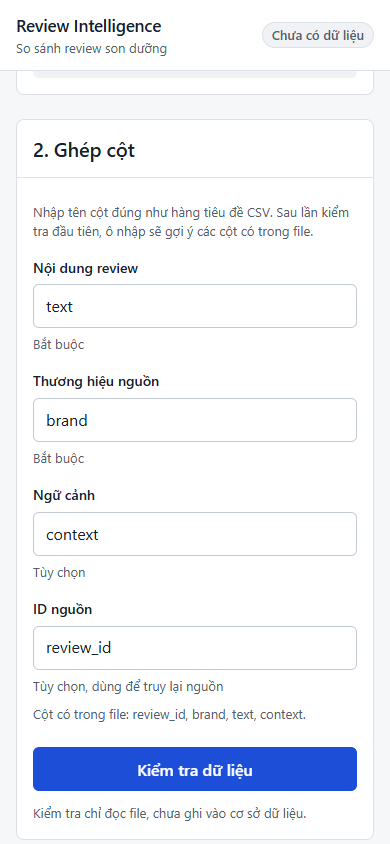 Review Intelligence
So sánh review son dưỡng
Chưa có dữ liệu
2. Ghép cột
Nhập tên cột đúng như hàng tiêu đề CSV. Sau lần kiểm
tra đầu tiên, ô nhập sẽ gợi ý các cột có trong file.
Nội dung review
text
Bắt buộc
Thương hiệu nguồn
brand
Bắt buộc
Ngữ cảnh
context
Tùy chọn
ID nguồn
review_id
Tùy chọn, dùng để truy lại nguồn
Cột có trong file: review_id, brand, text, context.
Kiểm tra dữ liệu
Kiểm tra chỉ đọc file, chưa ghi vào cơ sở dữ liệu.